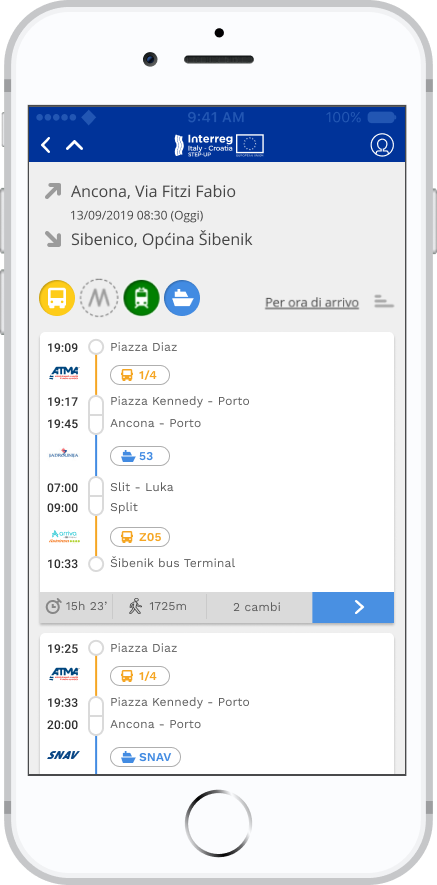 9:41 AM
100%
Interreg
Italy - Croatia
STEP-UP
EUROPEAN UNION
Ancona, Via Fitzi Fabio
13/09/2019 08:30 (Oggi)
Sibenico, Općina Šibenik
M
Per ora di arrivo
19:09 Piazza Diaz
ATMA 1/4
19:17 Piazza Kennedy - Porto
19:45 Ancona - Porto
JADROLINIJA 53
07:00 Slit - Luka
09:00 Split
arriva Z05
10:33 Šibenik bus Terminal
15h 23’ 1725m 2 cambi
19:25 Piazza Diaz
ATMA 1/4
19:33 Piazza Kennedy - Porto
20:00 Ancona - Porto
SNAV SNAV